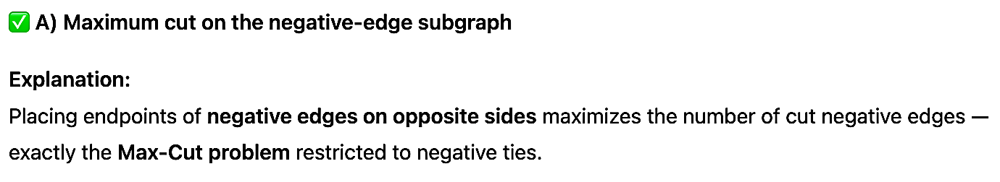 ✅ A) Maximum cut on the negative-edge subgraph
Explanation:
Placing endpoints of negative edges on opposite sides maximizes the number of cut negative edges —
exactly the Max-Cut problem restricted to negative ties.